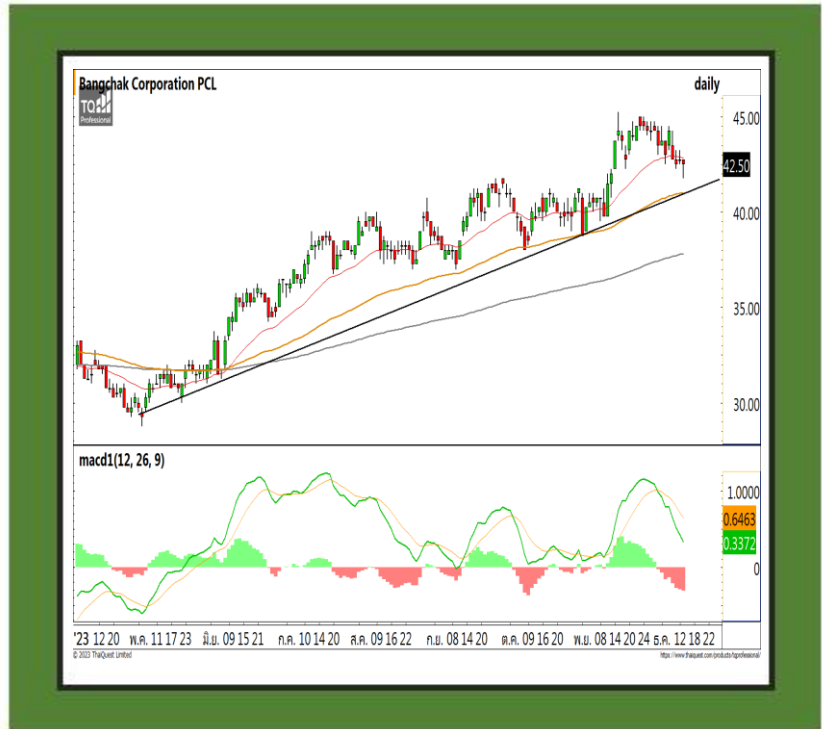 Bangchak Corporation PCL daily
TQ
Professional
45.00
42.50
40.00
35.00
30.00
macd1(12, 26, 9)
1.0000
0.6463
0.3372
0
'23 12 20 พ.ค. 11 17 23 มิ.ย. 09 15 21 ก.ค. 10 14 20 ส.ค. 09 16 22 ก.ย. 08 14 20 ต.ค. 09 16 20 พ.ย. 08 14 20 24 ธ.ค. 12 18 22
© 2023 ThaiQuest Limited https://www.thaiquest.com/products/tqprofessional/